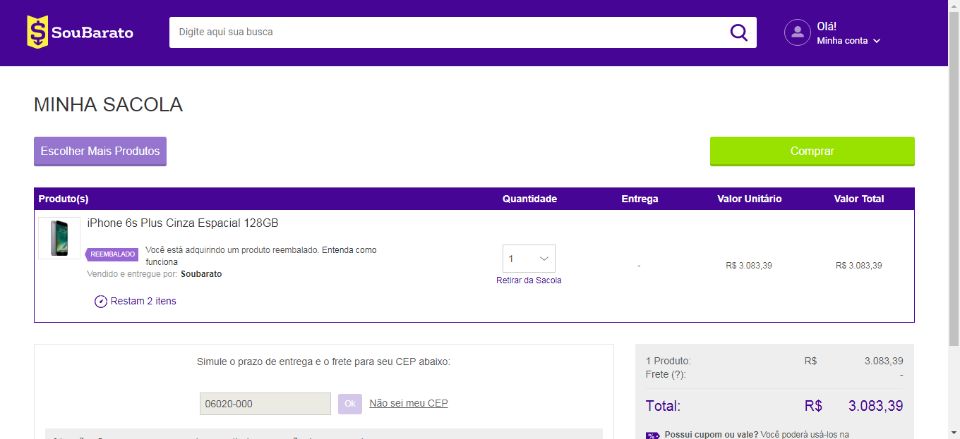 SouBarato
Digite aqui sua busca
Olá!
Minha conta
MINHA SACOLA
Escolher Mais Produtos
Comprar
Produto(s) Quantidade Entrega Valor Unitário Valor Total
iPhone 6s Plus Cinza Espacial 128GB
REEMBALADO Você está adquirindo um produto reembalado. Entenda como
funciona
Vendido e entregue por: Soubarato
1 - R$ 3.083,39 R$ 3.083,39
Retirar da Sacola
Restam 2 itens
Simule o prazo de entrega e o frete para seu CEP abaixo:
06020-000 Ok Não sei meu CEP
1 Produto: R$ 3.083,39
Frete (?): -
Total: R$ 3.083,39
Possui cupom ou vale? Você poderá usá-los na